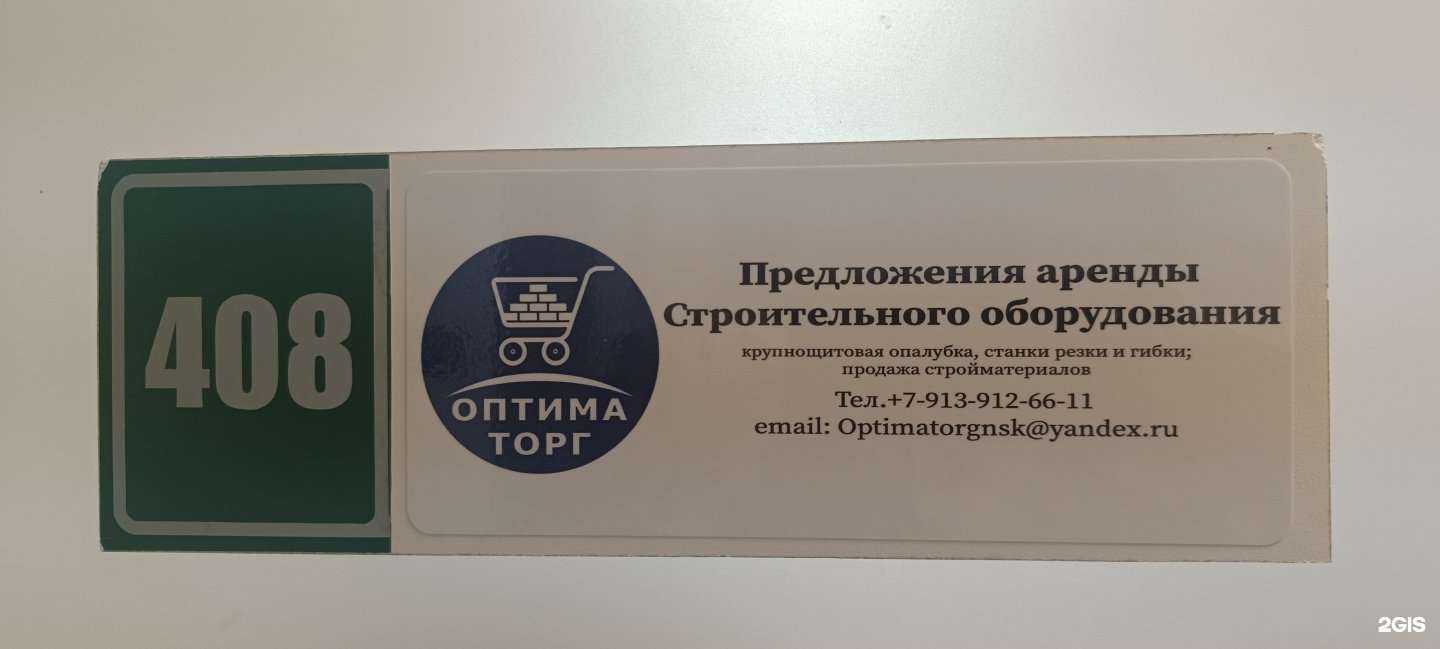 408
ОПТИМА
ТОРГ
Предложения аренды
Строительного оборудования
крупнощитовая опалубка, станки резки и гибки;
продажа стройматериалов
Тел.+7-913-912-66-11
email: Optimatorgnsk@yandex.ru
2GIS